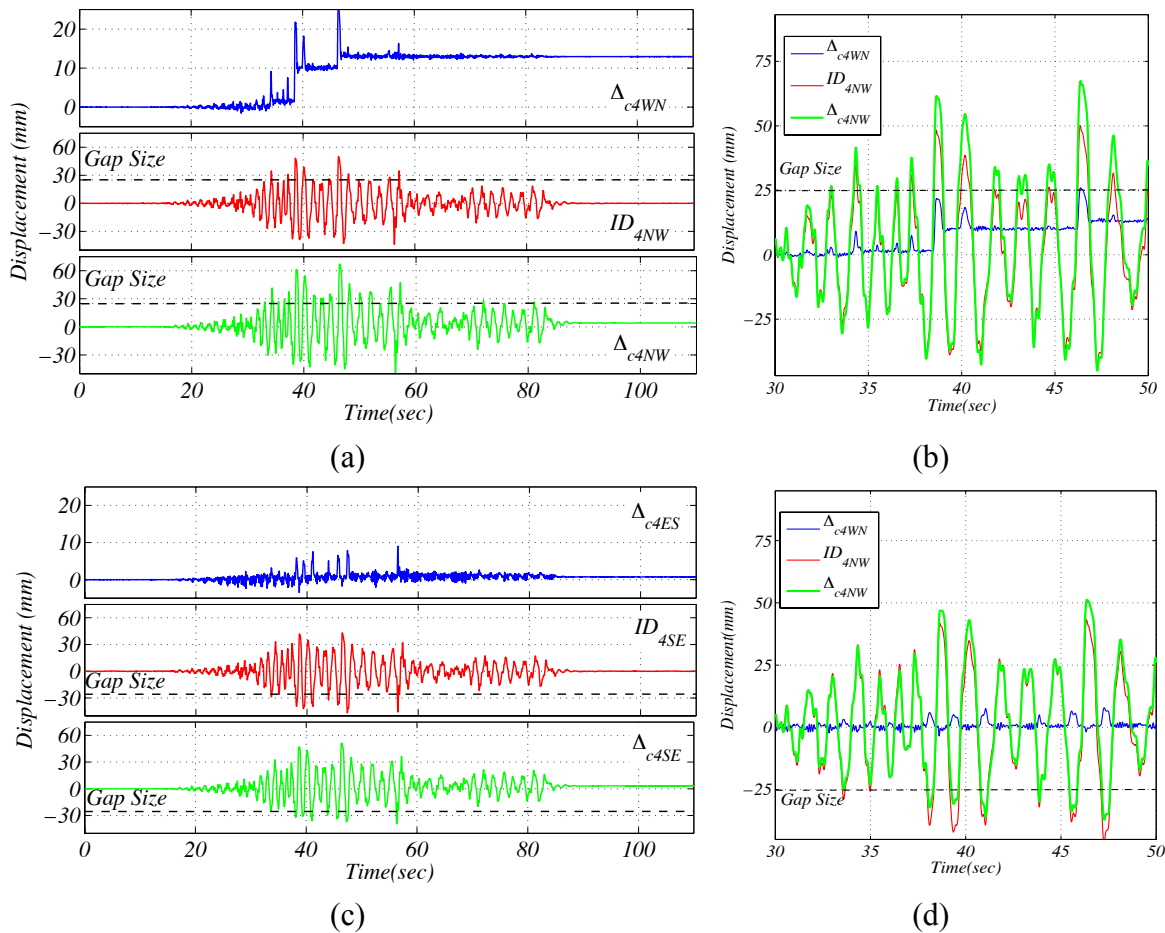 20
10
0
Δc4WN
60
30
0
−30
Gap Size
ID4NW
60
30
0
−30
Gap Size
Δc4NW
0 20 40 60 80 100
Time(sec)
Displacement (mm)
(a)
75
50
25
0
−25
Δc4WN
ID4NW
Δc4NW
Gap Size
30 35 40 45 50
Time(sec)
Displacement (mm)
(b)
20
10
0
Δc4ES
60
30
0
−30
ID4SE
Gap Size
60
30
0
−30
Δc4SE
Gap Size
0 20 40 60 80 100
Time(sec)
Displacement (mm)
(c)
75
50
25
0
−25
Δc4WN
ID4NW
Δc4NW
Gap Size
30 35 40 45 50
Time(sec)
Displacement(mm)
(d)